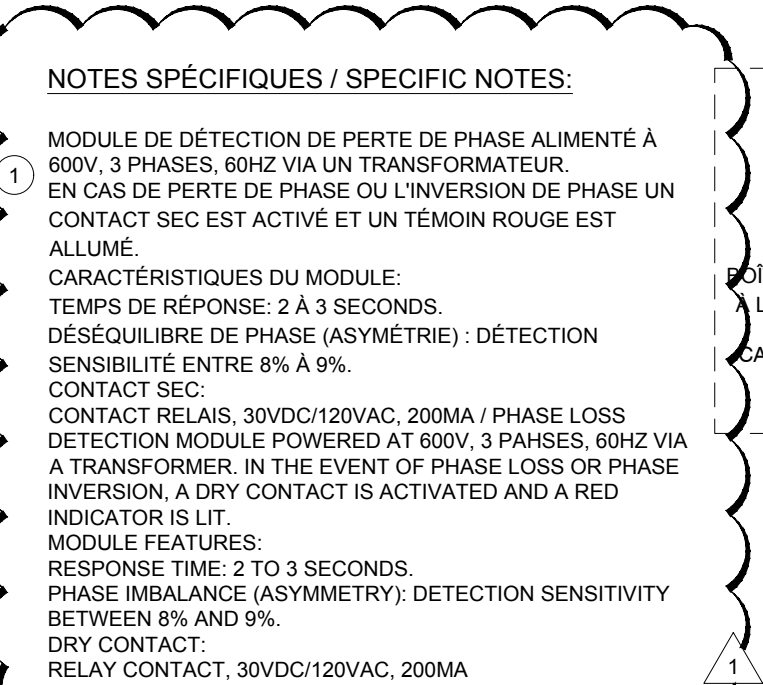 NOTES SPÉCIFIQUES / SPECIFIC NOTES:
1
MODULE DE DÉTECTION DE PERTE DE PHASE ALIMENTÉ À
600V, 3 PHASES, 60HZ VIA UN TRANSFORMATEUR.
EN CAS DE PERTE DE PHASE OU L'INVERSION DE PHASE UN
CONTACT SEC EST ACTIVÉ ET UN TÉMOIN ROUGE EST
ALLUMÉ.
CARACTÉRISTIQUES DU MODULE:
TEMPS DE RÉPONSE: 2 À 3 SECONDS.
DÉSÉQUILIBRE DE PHASE (ASYMÉTRIE) : DÉTECTION
SENSIBILITÉ ENTRE 8% À 9%.
CONTACT SEC:
CONTACT RELAIS, 30VDC/120VAC, 200MA / PHASE LOSS
DETECTION MODULE POWERED AT 600V, 3 PAHSES, 60HZ VIA
A TRANSFORMER. IN THE EVENT OF PHASE LOSS OR PHASE
INVERSION, A DRY CONTACT IS ACTIVATED AND A RED
INDICATOR IS LIT.
MODULE FEATURES:
RESPONSE TIME: 2 TO 3 SECONDS.
PHASE IMBALANCE (ASYMMETRY): DETECTION SENSITIVITY
BETWEEN 8% AND 9%.
DRY CONTACT:
RELAY CONTACT, 30VDC/120VAC, 200MA
1